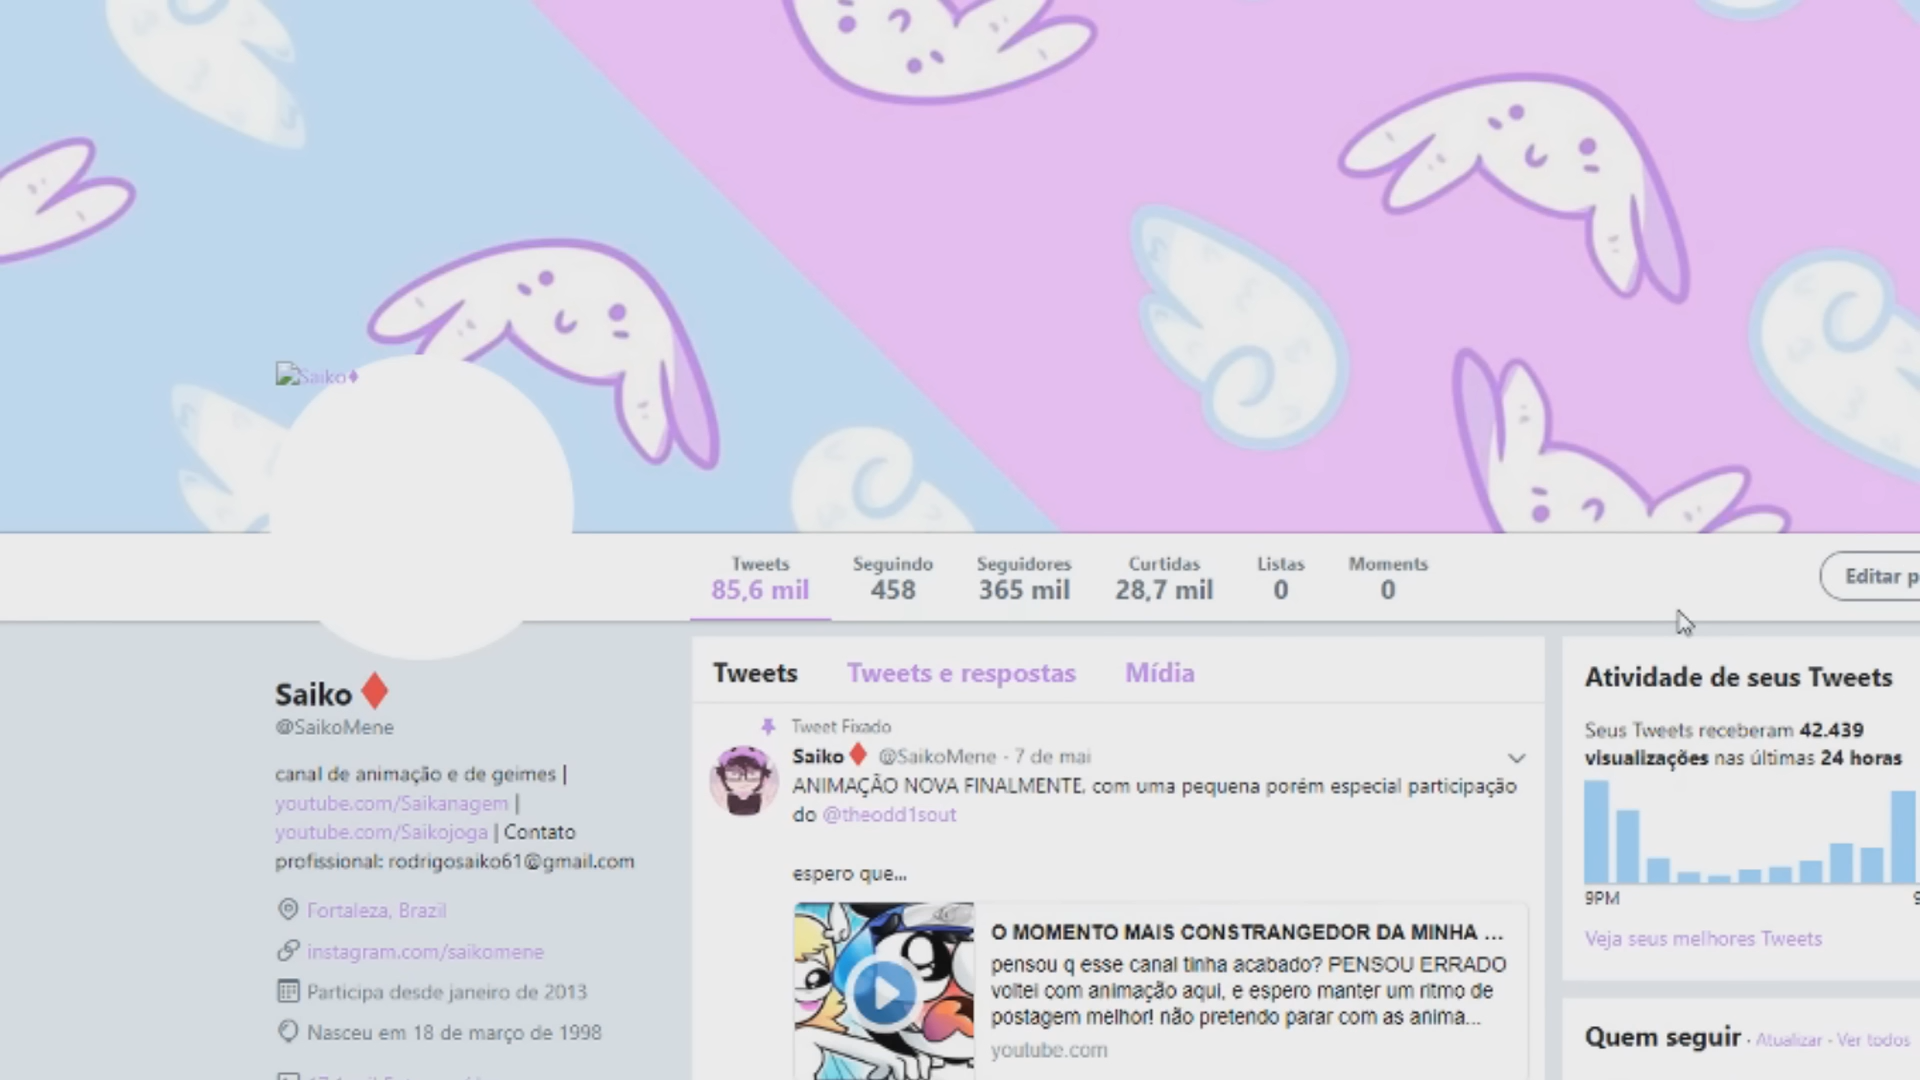 Saiko♦
Tweets
85,6 mil
Seguindo
458
Seguidores
365 mil
Curtidas
28,7 mil
Listas
0
Moments
0
Editar p
Saiko♦
@SaikoMene
canal de animação e de geimes |
youtube.com/Saikanagem |
youtube.com/Saikojoga | Contato
profissional: rodrigosaiko61@gmail.com
Fortaleza, Brazil
instagram.com/saikomene
Participa desde janeiro de 2013
Nasceu em 18 de março de 1998
Tweets Tweets e respostas Mídia
Tweet Fixado
Saiko♦ @SaikoMene · 7 de mai
ANIMAÇÃO NOVA FINALMENTE, com uma pequena porém especial participação
do @theodd1sout
espero que...
O MOMENTO MAIS CONSTRANGEDOR DA MINHA ...
pensou q esse canal tinha acabado? PENSOU ERRADO
voltei com animação aqui, e espero manter um ritmo de
postagem melhor! não pretendo parar com as anima...
youtube.com
Atividade de seus Tweets
Seus Tweets receberam 42.439
visualizações nas últimas 24 horas
9PM 9
Veja seus melhores Tweets
Quem seguir · Atualizar · Ver todos